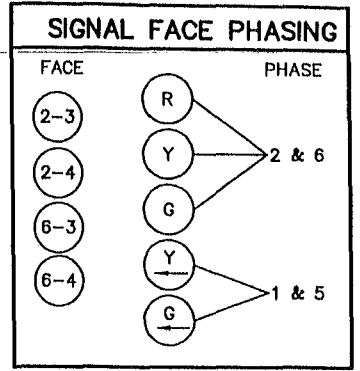 SIGNAL FACE PHASING
FACE PHASE
2-3
2-4
6-3
6-4
R
Y
G
Y
G
2 & 6
1 & 5